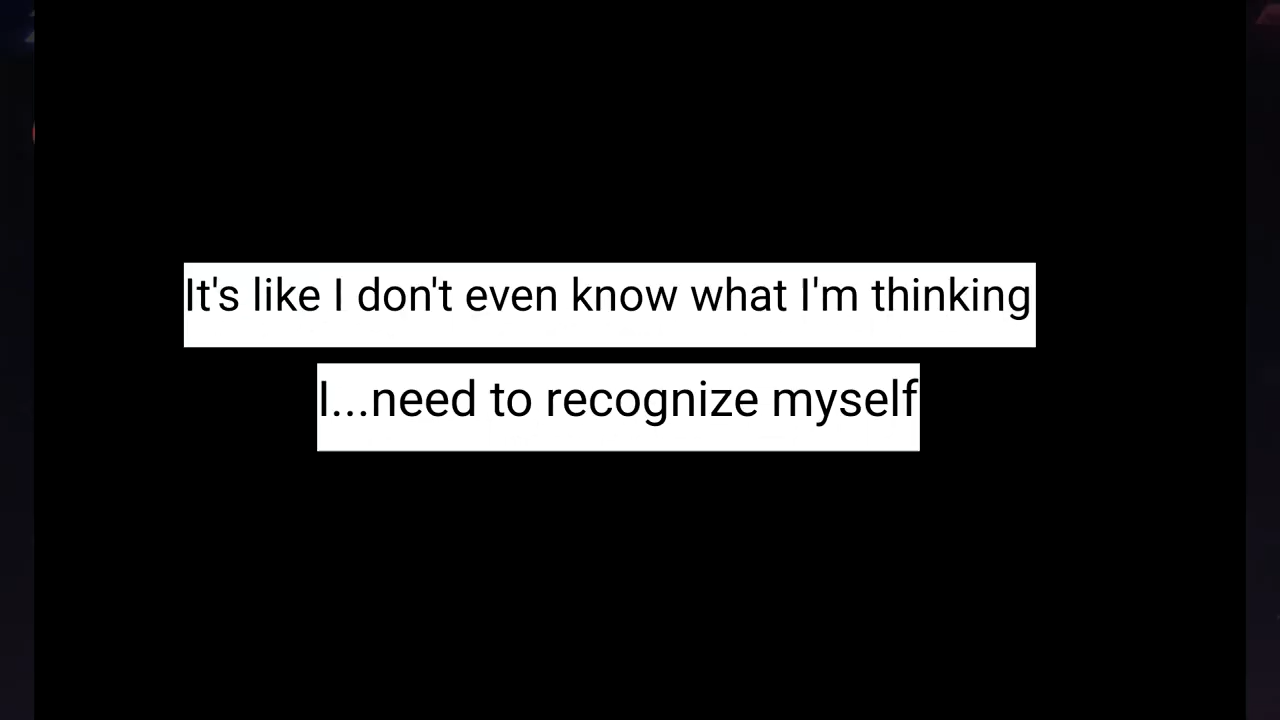 It's like I don't even know what I'm thinking
I...need to recognize myself